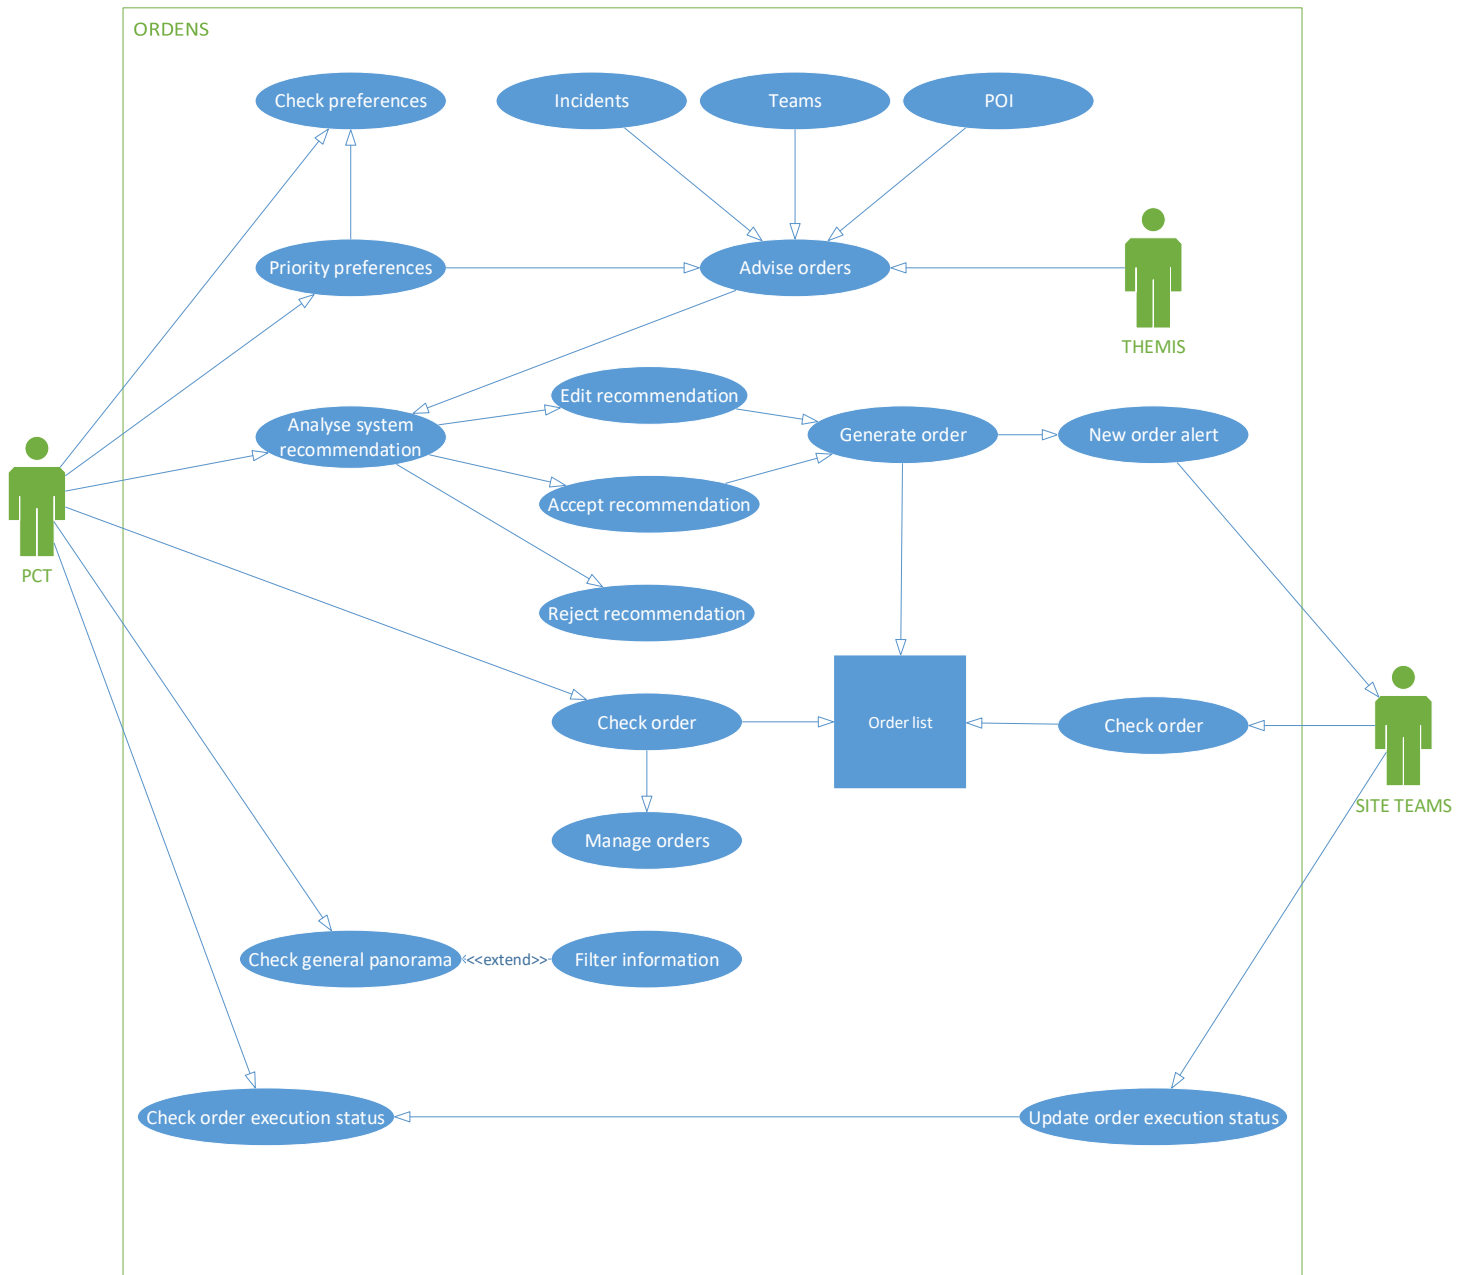 ORDENS
Check preferences
Incidents
Teams
POI
Priority preferences
Advise orders
THEMIS
Edit recommendation
Analyse system
recommendation
Generate order
New order alert
Accept recommendation
PCT
Reject recommendation
Check order
Order list
Check order
SITE TEAMS
Manage orders
Check general panorama
<<extend>>
Filter information
Check order execution status
Update order execution status